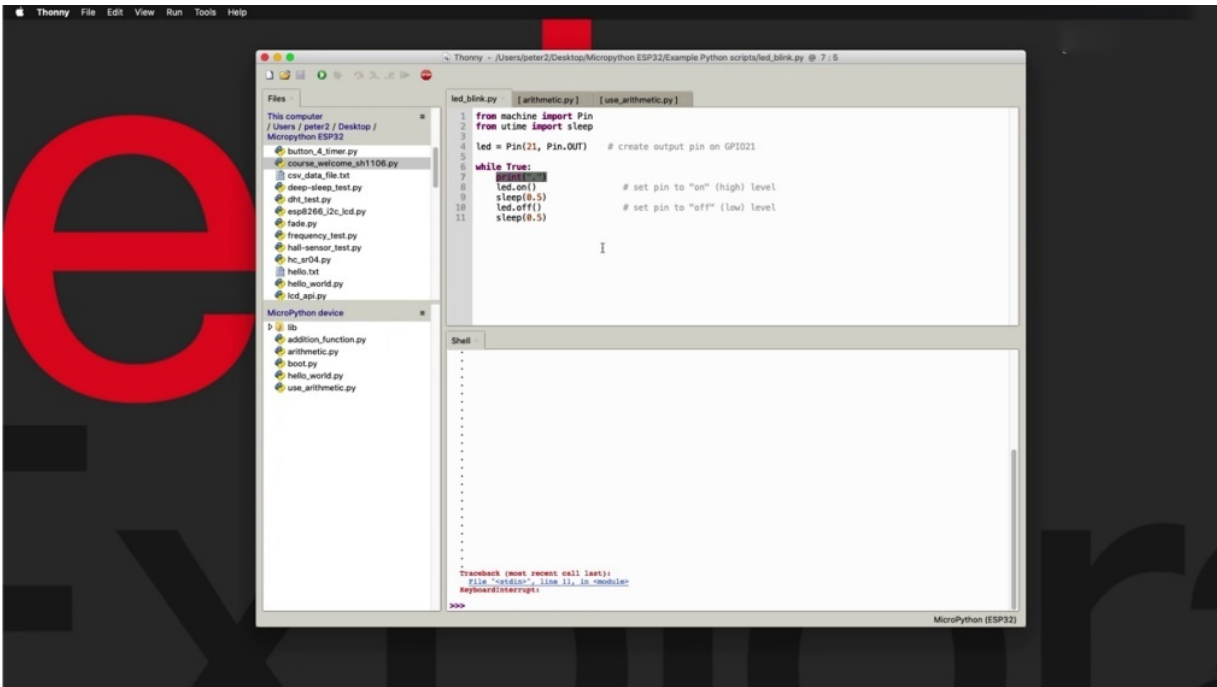 Thonny File Edit View Run Tools Help
Thonny - /Users/peter2/Desktop/Micropython ESP32/Example Python scripts/led_blink.py @ 7 : 5
Files
This computer
/ Users / peter2 / Desktop /
Micropython ESP32
button_4_timer.py
course_welcome_sh1106.py
csv_data_file.txt
deep-sleep_test.py
dht_test.py
esp8266_i2c_lcd.py
fade.py
frequency_test.py
hall-sensor_test.py
hc_sr04.py
hello.txt
hello_world.py
lcd_api.py
MicroPython device
lib
addition_function.py
arithmetic.py
boot.py
hello_world.py
use_arithmetic.py
led_blink.py [ arithmetic.py ] [ use_arithmetic.py ]
1 from machine import Pin
2 from utime import sleep
3
4 led = Pin(21, Pin.OUT) # create output pin on GPIO21
5
6 while True:
7 print(".")
8 led.on() # set pin to "on" (high) level
9 sleep(0.5)
10 led.off() # set pin to "off" (low) level
11 sleep(0.5)
Shell
Traceback (most recent call last):
File "<stdin>", line 11, in <module>
KeyboardInterrupt:
>>>
MicroPython (ESP32)